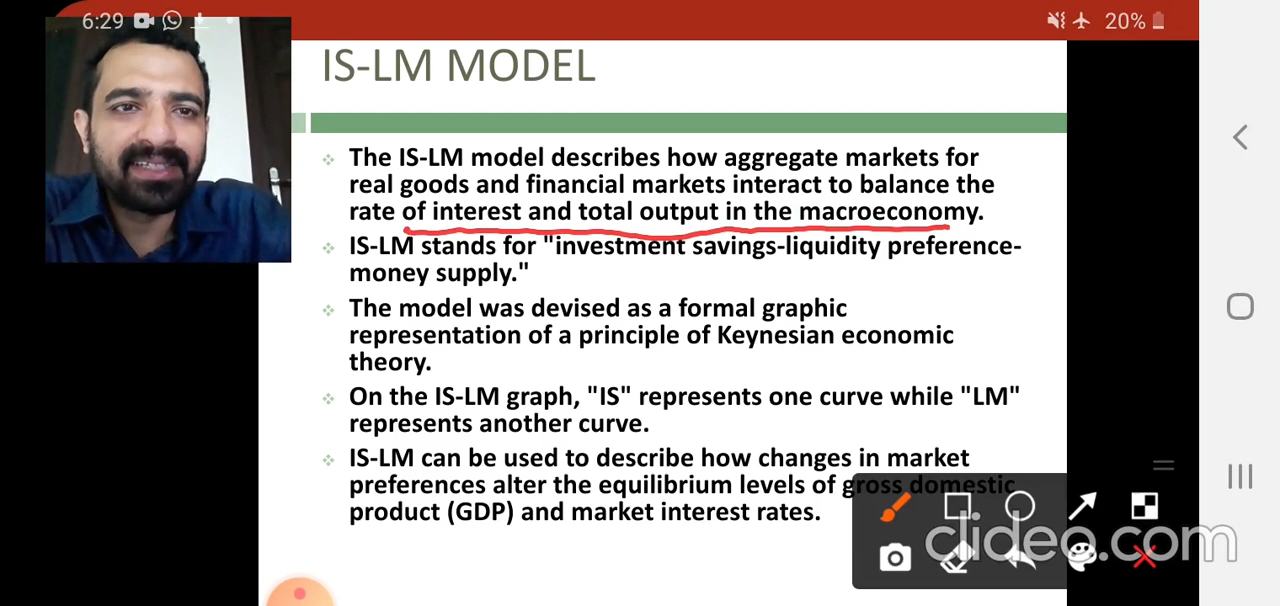 6:29
20%
IS-LM MODEL
The IS-LM model describes how aggregate markets for
real goods and financial markets interact to balance the
rate of interest and total output in the macroeconomy.
IS-LM stands for "investment savings-liquidity preference-
money supply."
The model was devised as a formal graphic
representation of a principle of Keynesian economic
theory.
On the IS-LM graph, "IS" represents one curve while "LM"
represents another curve.
IS-LM can be used to describe how changes in market
preferences alter the equilibrium levels of gross domestic
product (GDP) and market interest rates.
clideo.com